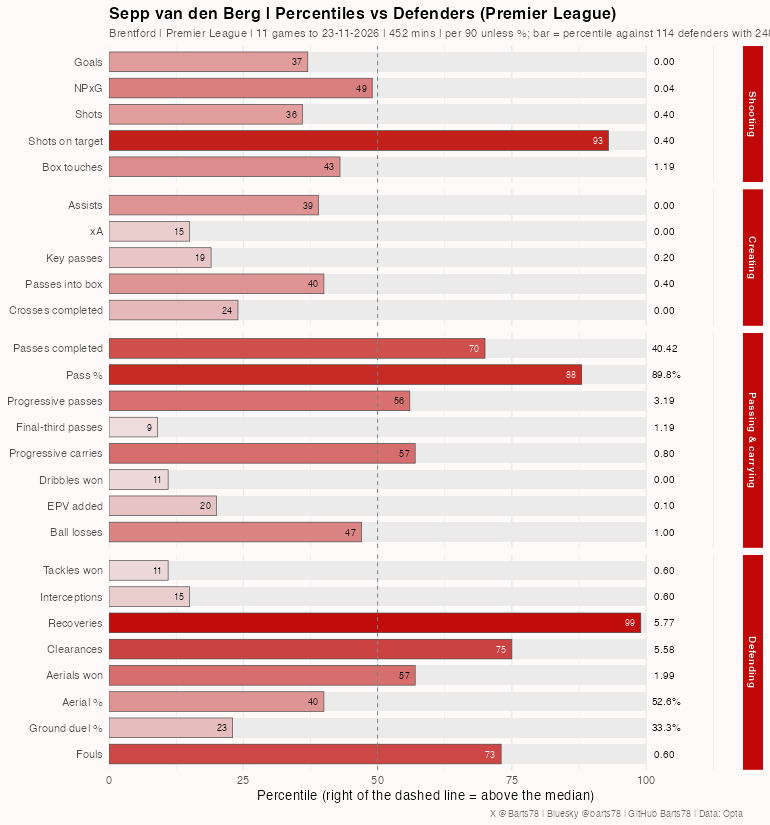 Sepp van den Berg | Percentiles vs Defenders (Premier League)
Brentford | Premier League | 11 games to 23-11-2026 | 452 mins | per 90 unless %; bar = percentile against 114 defenders with
Goals 37 0.00
NPxG 49 0.04
Shots 36 0.40
Shots on target 93 0.40
Box touches 43 1.19
Shooting
Assists 39 0.00
xA 15 0.00
Key passes 19 0.20
Passes into box 40 0.40
Crosses completed 24 0.00
Creating
Passes completed 70 40.42
Pass % 88 89.8%
Progressive passes 56 3.19
Final-third passes 9 1.19
Progressive carries 57 0.80
Dribbles won 11 0.00
EPV added 20 0.10
Ball losses 47 1.00
Passing & carrying
Tackles won 11 0.60
Interceptions 15 0.60
Recoveries 99 5.77
Clearances 75 5.58
Aerials won 57 1.99
Aerial % 40 52.6%
Ground duel % 23 33.3%
Fouls 73 0.60
Defending
0 25 50 75 100
Percentile (right of the dashed line = above the median)
X @Barts78 | Bluesky @barts78 | GitHub Barts78 | Data: Opta